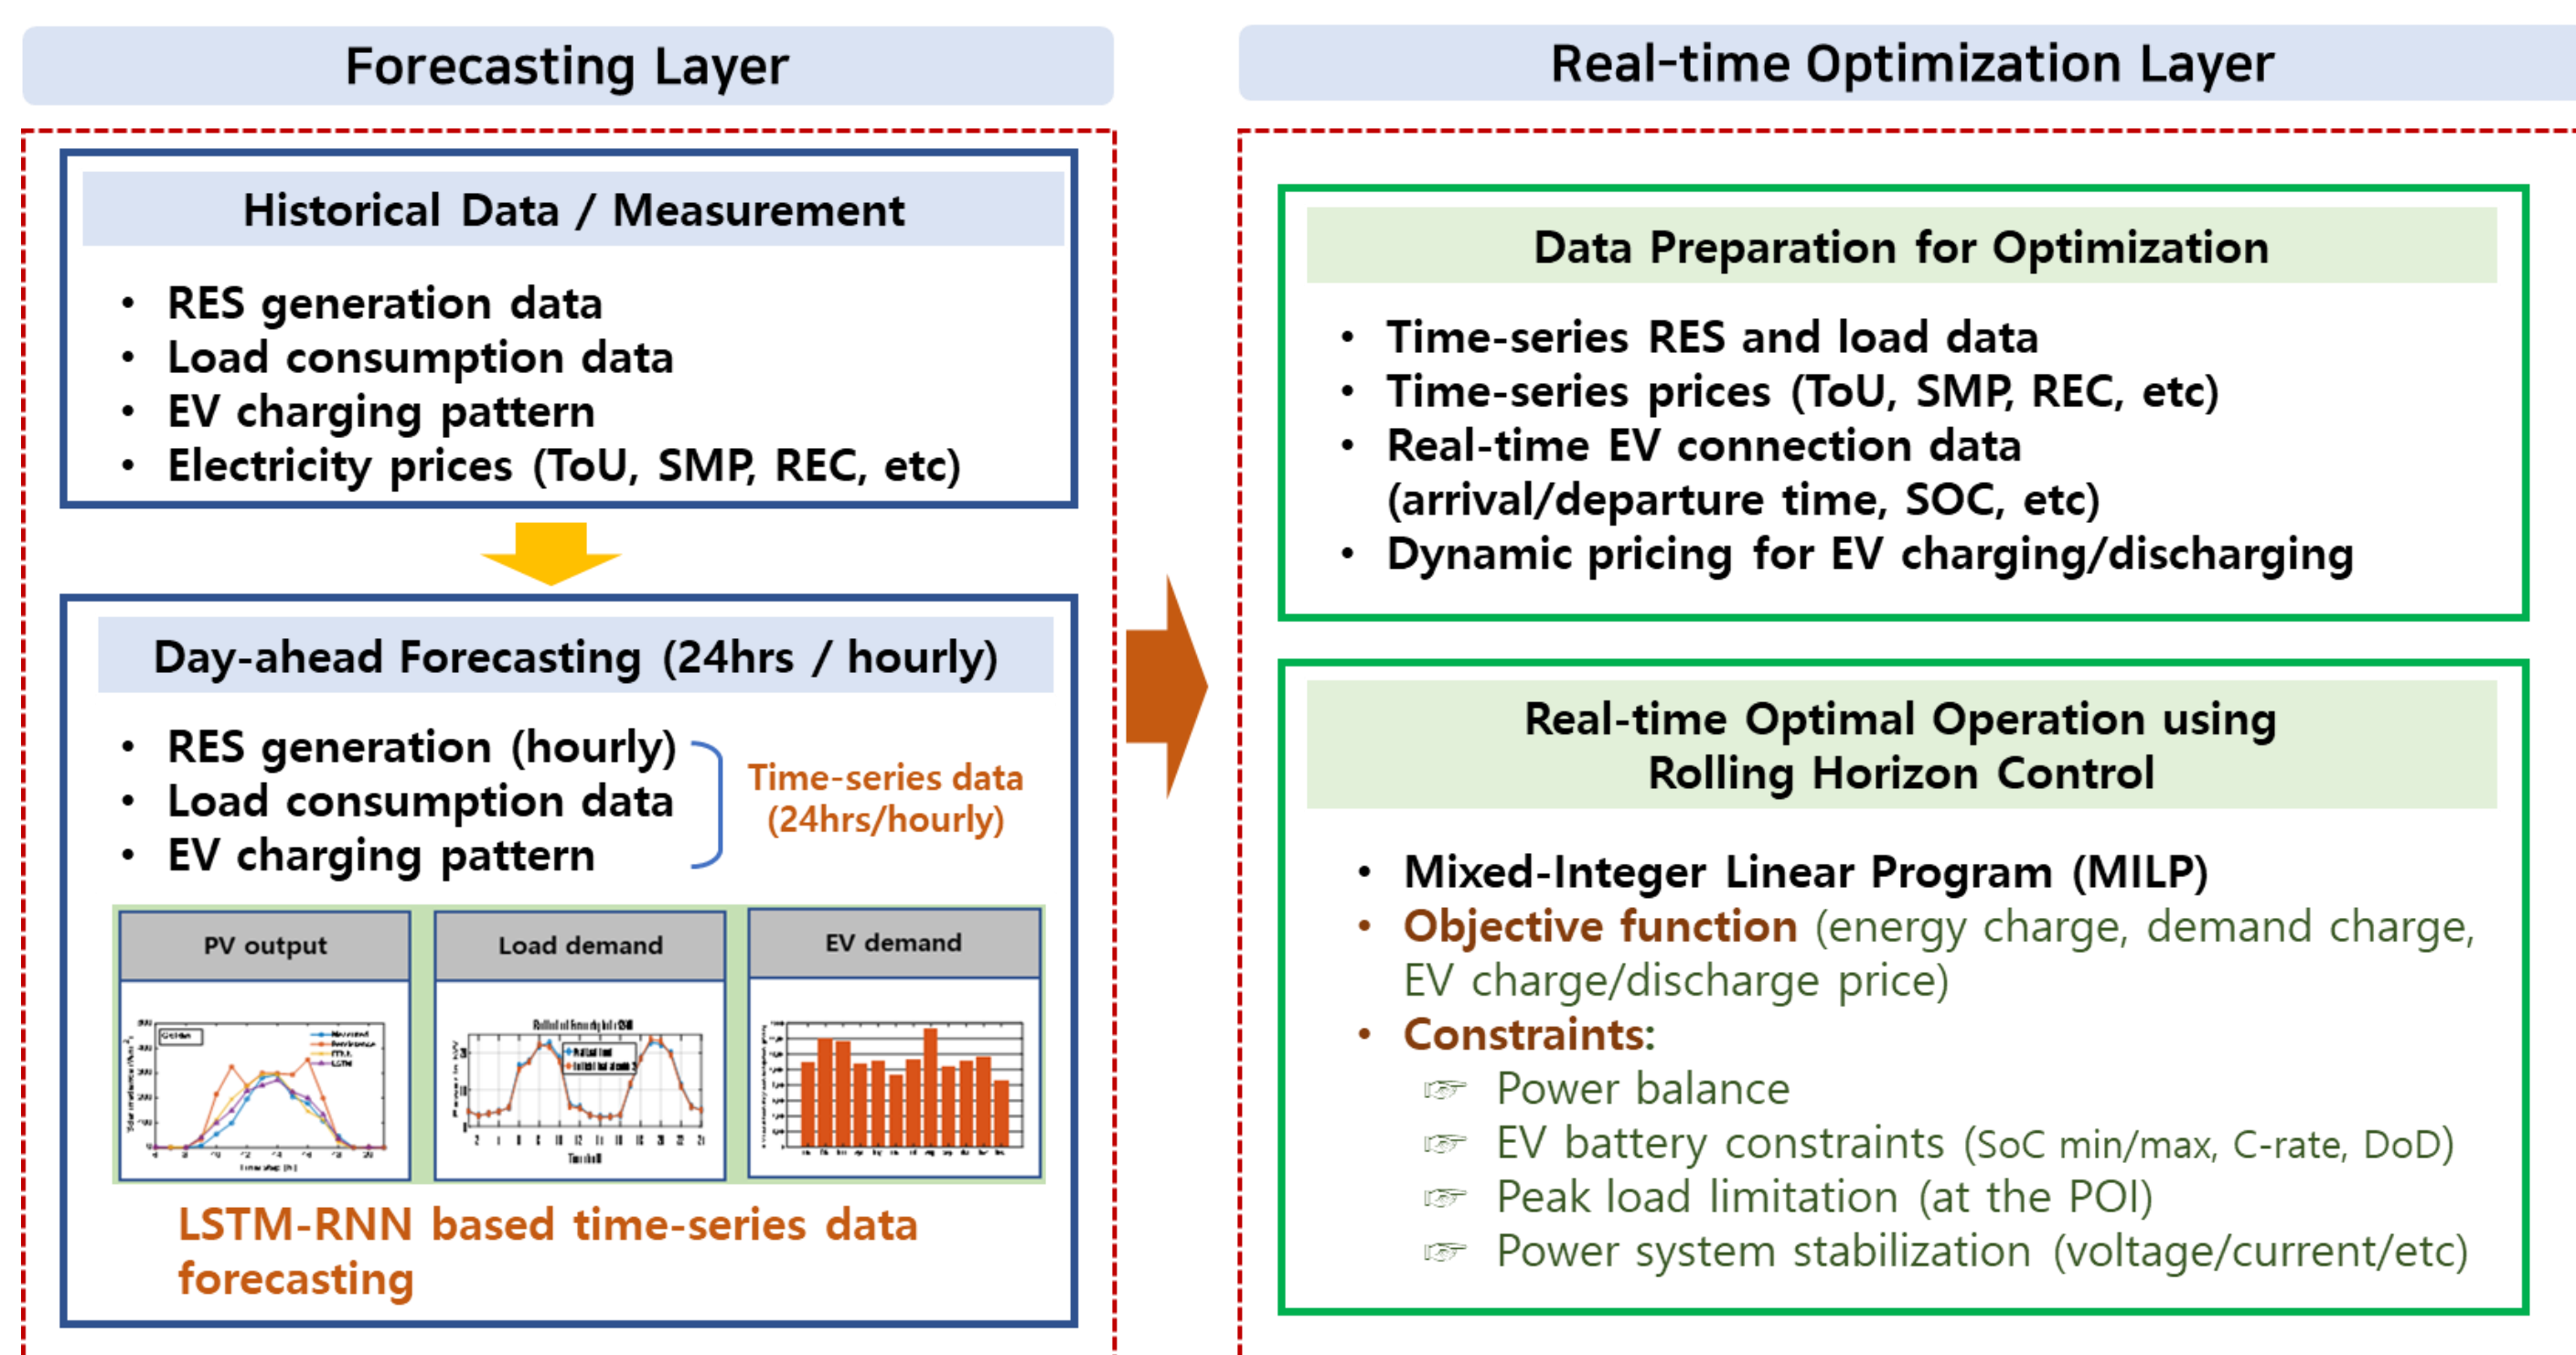 Forecasting Layer
Historical Data / Measurement
• RES generation data
• Load consumption data
• EV charging pattern
• Electricity prices (ToU, SMP, REC, etc)
Day-ahead Forecasting (24hrs / hourly)
• RES generation (hourly)
• Load consumption data
• EV charging pattern
Time-series data
(24hrs/hourly)
PV output
Load demand
EV demand
LSTM
LSTM-RNN based time-series data
forecasting
Real-time Optimization Layer
Data Preparation for Optimization
• Time-series RES and load data
• Time-series prices (ToU, SMP, REC, etc)
• Real-time EV connection data
(arrival/departure time, SOC, etc)
• Dynamic pricing for EV charging/discharging
Real-time Optimal Operation using
Rolling Horizon Control
• Mixed-Integer Linear Program (MILP)
• Objective function (energy charge, demand charge,
EV charge/discharge price)
• Constraints:
☞ Power balance
☞ EV battery constraints (SoC min/max, C-rate, DoD)
☞ Peak load limitation (at the POI)
☞ Power system stabilization (voltage/current/etc)